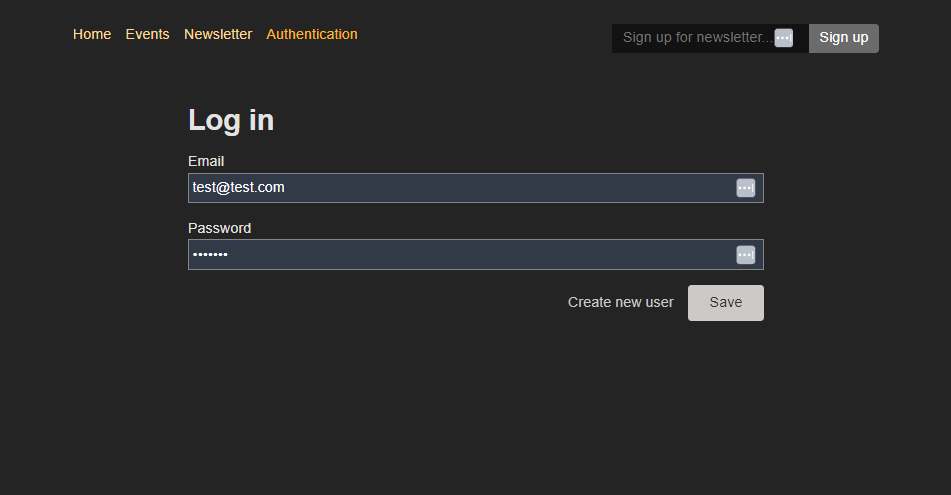 Home Events Newsletter Authentication Sign up for newsletter... Sign up
Log in
Email
test@test.com
Password
•••••••
Create new user Save